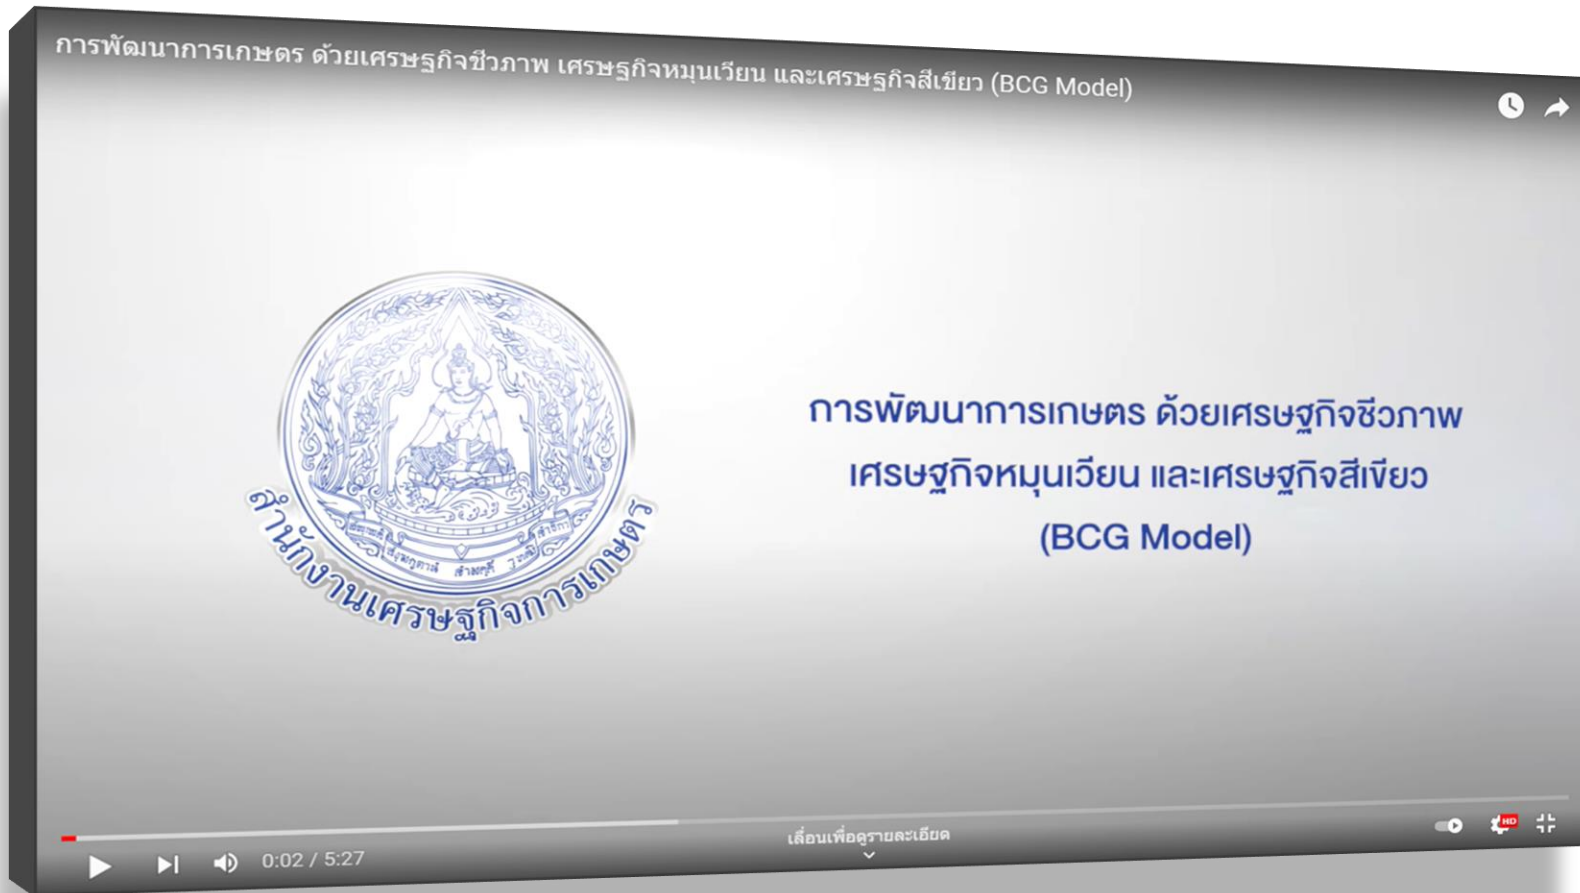 การพัฒนาการเกษตร ด้วยเศรษฐกิจชีวภาพ เศรษฐกิจหมุนเวียน และเศรษฐกิจสีเขียว (BCG Model)
การพัฒนาการเกษตร ด้วยเศรษฐกิจชีวภาพ
เศรษฐกิจหมุนเวียน และเศรษฐกิจสีเขียว
(BCG Model)
สำนักงานเศรษฐกิจการเกษตร
เลื่อนเพื่อดูรายละเอียด
HD
0:02 / 5:27